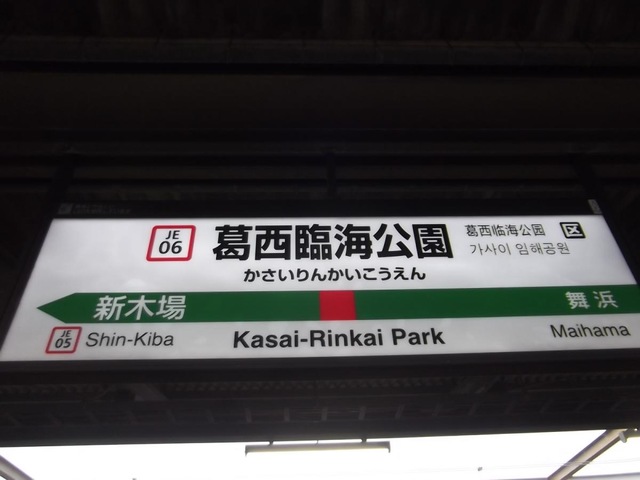 JE
06
葛西臨海公園
葛西临海公园
区
가사이 임해공원
かさいりんかいこうえん
新木場
舞浜
JE
05
Shin-Kiba
Kasai-Rinkai Park
Maihama